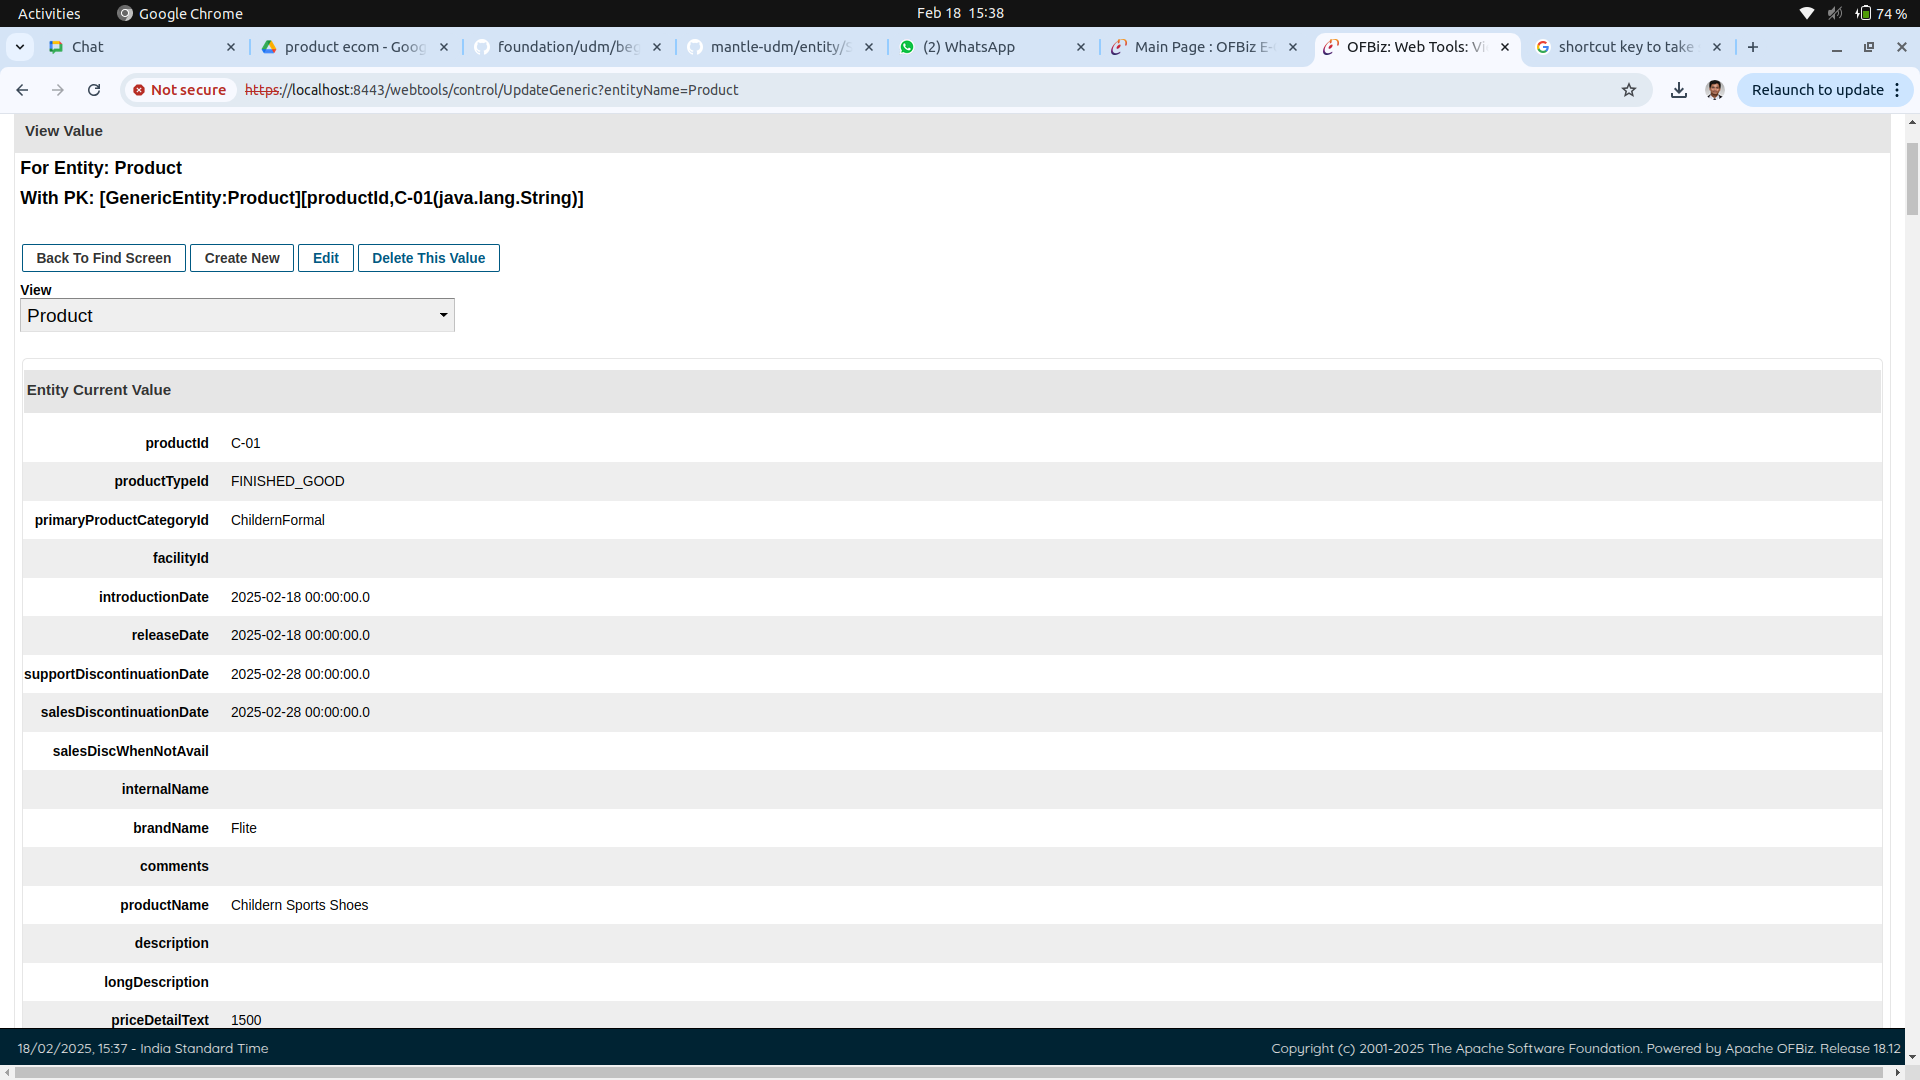 Activities Google Chrome Feb 18 15:38 74 %
Chat product ecom - Goog foundation/udm/beg mantle-udm/entity/S (2) WhatsApp Main Page : OFBiz E- OFBiz: Web Tools: Vi shortcut key to take
Not secure https://localhost:8443/webtools/control/UpdateGeneric?entityName=Product Relaunch to update
View Value
For Entity: Product
With PK: [GenericEntity:Product][productId,C-01(java.lang.String)]
Back To Find Screen Create New Edit Delete This Value
View
Product
Entity Current Value
productId C-01
productTypeId FINISHED_GOOD
primaryProductCategoryId ChildernFormal
facilityId
introductionDate 2025-02-18 00:00:00.0
releaseDate 2025-02-18 00:00:00.0
supportDiscontinuationDate 2025-02-28 00:00:00.0
salesDiscontinuationDate 2025-02-28 00:00:00.0
salesDiscWhenNotAvail
internalName
brandName Flite
comments
productName Childern Sports Shoes
description
longDescription
priceDetailText 1500
18/02/2025, 15:37 - India Standard Time Copyright (c) 2001-2025 The Apache Software Foundation. Powered by Apache OFBiz. Release 18.12